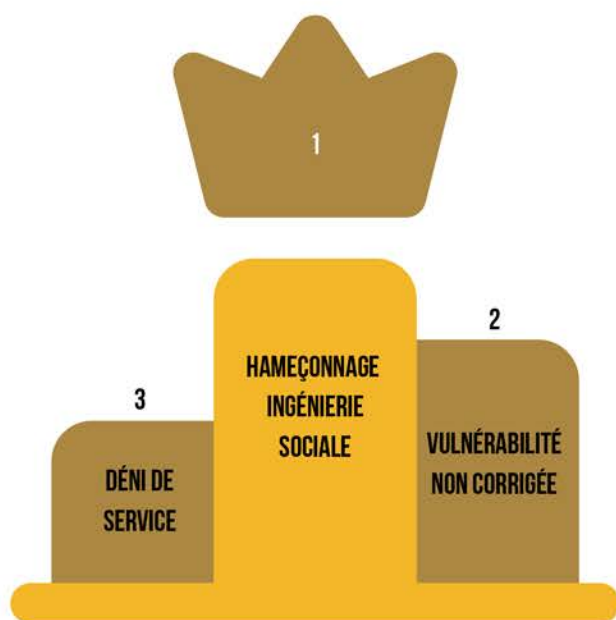 1
2
3
HAMEÇONNAGE
INGÉNIERIE
SOCIALE
VULNÉRABILITÉ
NON CORRIGÉE
DÉNI DE
SERVICE